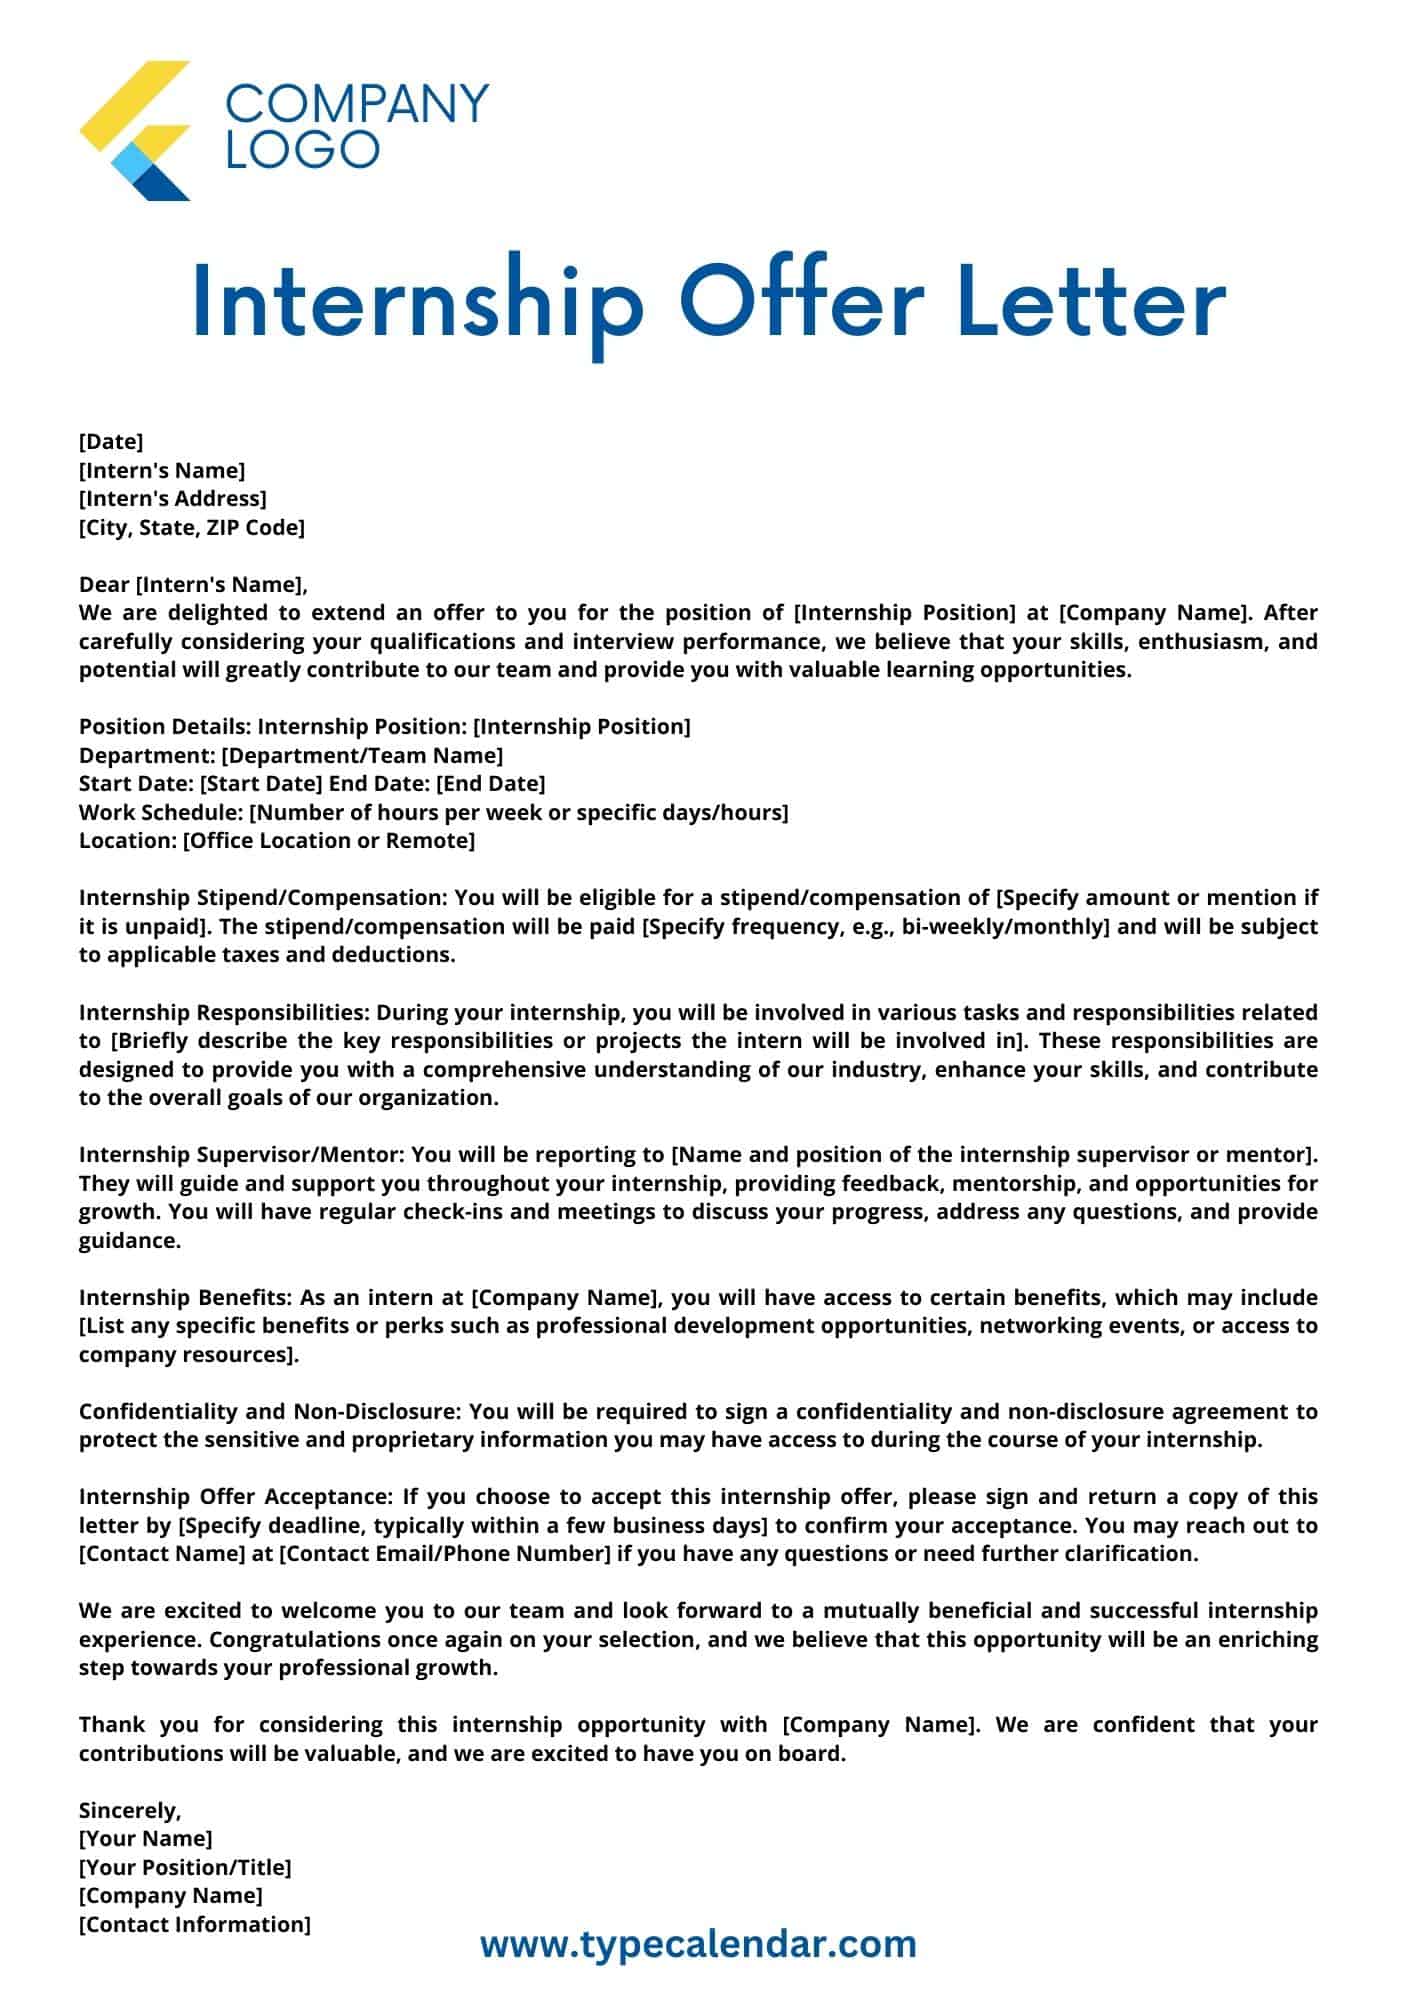 COMPANY
LOGO
Internship Offer Letter
[Date]
[Intern's Name]
[Intern's Address]
[City, State, ZIP Code]
Dear [Intern's Name],
We are delighted to extend an offer to you for the position of [Internship Position] at [Company Name]. After
carefully considering your qualifications and interview performance, we believe that your skills, enthusiasm, and
potential will greatly contribute to our team and provide you with valuable learning opportunities.
Position Details: Internship Position: [Internship Position]
Department: [Department/Team Name]
Start Date: [Start Date] End Date: [End Date]
Work Schedule: [Number of hours per week or specific days/hours]
Location: [Office Location or Remote]
Internship Stipend/Compensation: You will be eligible for a stipend/compensation of [Specify amount or mention if
it is unpaid]. The stipend/compensation will be paid [Specify frequency, e.g., bi-weekly/monthly] and will be subject
to applicable taxes and deductions.
Internship Responsibilities: During your internship, you will be involved in various tasks and responsibilities related
to [Briefly describe the key responsibilities or projects the intern will be involved in]. These responsibilities are
designed to provide you with a comprehensive understanding of our industry, enhance your skills, and contribute
to the overall goals of our organization.
Internship Supervisor/Mentor: You will be reporting to [Name and position of the internship supervisor or mentor].
They will guide and support you throughout your internship, providing feedback, mentorship, and opportunities for
growth. You will have regular check-ins and meetings to discuss your progress, address any questions, and provide
guidance.
Internship Benefits: As an intern at [Company Name], you will have access to certain benefits, which may include
[List any specific benefits or perks such as professional development opportunities, networking events, or access to
company resources].
Confidentiality and Non-Disclosure: You will be required to sign a confidentiality and non-disclosure agreement to
protect the sensitive and proprietary information you may have access to during the course of your internship.
Internship Offer Acceptance: If you choose to accept this internship offer, please sign and return a copy of this
letter by [Specify deadline, typically within a few business days] to confirm your acceptance. You may reach out to
[Contact Name] at [Contact Email/Phone Number] if you have any questions or need further clarification.
We are excited to welcome you to our team and look forward to a mutually beneficial and successful internship
experience. Congratulations once again on your selection, and we believe that this opportunity will be an enriching
step towards your professional growth.
Thank you for considering this internship opportunity with [Company Name]. We are confident that your
contributions will be valuable, and we are excited to have you on board.
Sincerely,
[Your Name]
[Your Position/Title]
[Company Name]
[Contact Information]
www.typecalendar.com